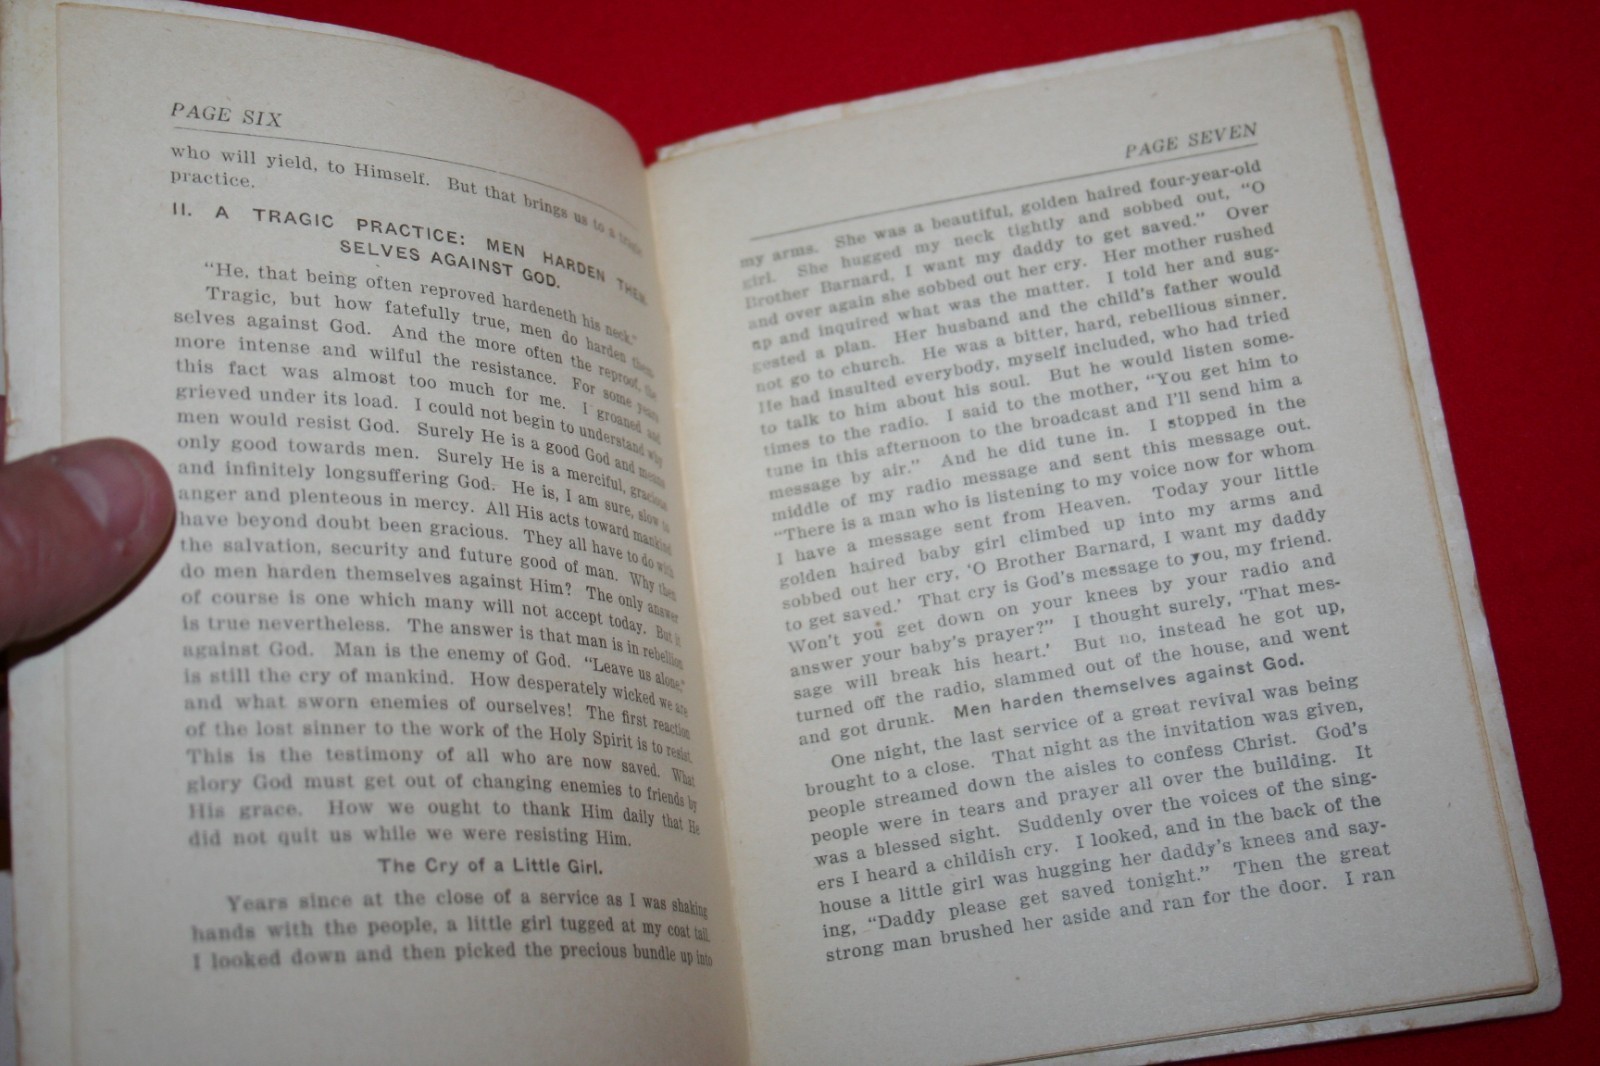 PAGE SIX
who will yield, to Himself. But that brings us to a tragic
practice.
II. A TRAGIC PRACTICE: MEN HARDEN THEM-
SELVES AGAINST GOD.
"He, that being often reproved hardeneth his neck."
Tragic, but how fatefully true, men do harden them-
selves against God. And the more often the reproof, the
more intense and wilful the resistance. For some years
this fact was almost too much for me. I groaned and
grieved under its load. I could not begin to understand why
men would resist God. Surely He is a good God and means
only good towards men. Surely He is a merciful, gracious
and infinitely longsuffering God. He is, I am sure, slow to
anger and plenteous in mercy. All His acts toward mankind
have beyond doubt been gracious. They all have to do with
the salvation, security and future good of man. Why then
do men harden themselves against Him? The only answer
of course is one which many will not accept today. But it
is true nevertheless. The answer is that man is in rebellion
against God. Man is the enemy of God. "Leave us alone,"
is still the cry of mankind. How desperately wicked we are
and what sworn enemies of ourselves! The first reaction
of the lost sinner to the work of the Holy Spirit is to resist.
This is the testimony of all who are now saved. What
glory God must get out of changing enemies to friends by
His grace. How we ought to thank Him daily that He
did not quit us while we were resisting Him.
The Cry of a Little Girl.
Years since at the close of a service as I was shaking
hands with the people, a little girl tugged at my coat tail.
I looked down and then picked the precious bundle up into
PAGE SEVEN
my arms. She was a beautiful, golden haired four-year-old
girl. She hugged my neck tightly and sobbed out, "O
Brother Barnard, I want my daddy to get saved." Over
and over again she sobbed out her cry. Her mother rushed
up and inquired what was the matter. I told her and sug-
gested a plan. Her husband and the child's father would
not go to church. He was a bitter, hard, rebellious sinner.
He had insulted everybody, myself included, who had tried
to talk to him about his soul. But he would listen some-
times to the radio. I said to the mother, "You get him to
tune in this afternoon to the broadcast and I'll send him a
message by air." And he did tune in. I stopped in the
middle of my radio message and sent this message out.
"There is a man who is listening to my voice now for whom
I have a message sent from Heaven. Today your little
golden haired baby girl climbed up into my arms and
sobbed out her cry, 'O Brother Barnard, I want my daddy
to get saved.' That cry is God's message to you, my friend.
Won't you get down on your knees by your radio and
answer your baby's prayer?" I thought surely, 'That mes-
sage will break his heart.' But no, instead he got up,
turned off the radio, slammed out of the house, and went
and got drunk. Men harden themselves against God.
One night, the last service of a great revival was being
brought to a close. That night as the invitation was given,
people streamed down the aisles to confess Christ. God's
people were in tears and prayer all over the building. It
was a blessed sight. Suddenly over the voices of the sing-
ers I heard a childish cry. I looked, and in the back of the
house a little girl was hugging her daddy's knees and say-
ing, "Daddy please get saved tonight." Then the great
strong man brushed her aside and ran for the door. I ran